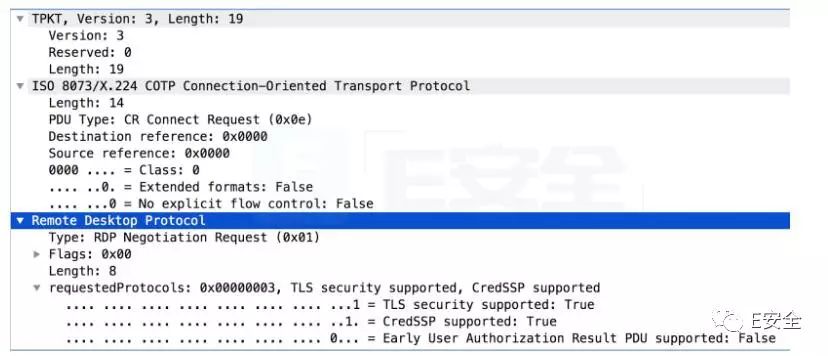 TPKT, Version: 3, Length: 19
Version: 3
Reserved: 0
Length: 19
ISO 8073/X.224 COTP Connection-Oriented Transport Protocol
Length: 14
PDU Type: CR Connect Request (0x0e)
Destination reference: 0x0000
Source reference: 0x0000
0000 .... = Class: 0
.... ..0. = Extended formats: False
.... ...0 = No explicit flow control: False
E安全
Remote Desktop Protocol
Type: RDP Negotiation Request (0x01)
Flags: 0x00
Length: 8
requestedProtocols: 0x00000003, TLS security supported, CredSSP supported
.... .... .... .... .... .... .... ...1 = TLS security supported: True
.... .... .... .... .... .... .... ..1. = CredSSP supported: True
.... .... .... .... .... .... .... 0... = Early User Authorization Result PDU supported: False
E安全